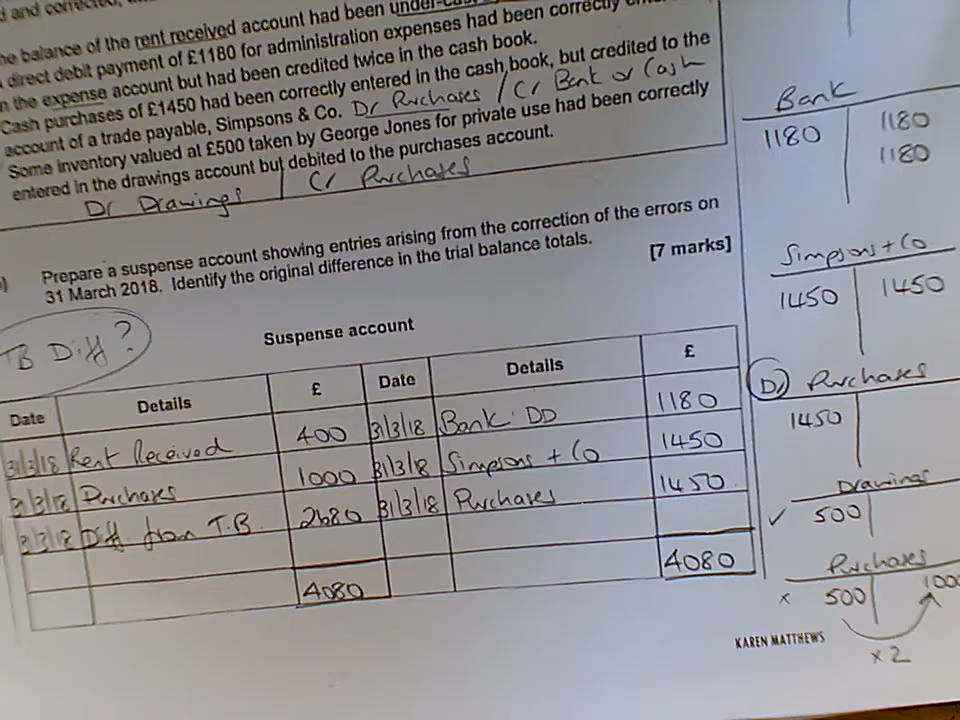 and corrected,
he balance of the rent received account had been under-cast
direct debit payment of £1180 for administration expenses had been correctly
n the expense account but had been credited twice in the cash book.
Cash purchases of £1450 had been correctly entered in the cash book, but credited to the
account of a trade payable, Simpsons & Co. Dr Purchases / Cr Bank or Cash
Some inventory valued at £500 taken by George Jones for private use had been correctly
entered in the drawings account but debited to the purchases account.
Dr Drawings / Cr Purchases
Prepare a suspense account showing entries arising from the correction of the errors on
31 March 2018. Identify the original difference in the trial balance totals.
[7 marks]
TB Diff?
Suspense account
Date Details £ Date Details £
31/3/18 Rent Received 400 31/3/18 Bank: DD 1180
31/3/18 Purchases 1000 31/3/18 Simpsons + Co 1450
31/3/18 Diff from T.B. 2680 31/3/18 Purchases 1450
4080 4080
Bank
1180 1180
1180
Simpsons + Co
1450 1450
Dr Purchases
1450
Drawings
✓ 500
Purchases
x 500 1000
x 2
KAREN MATTHEWS